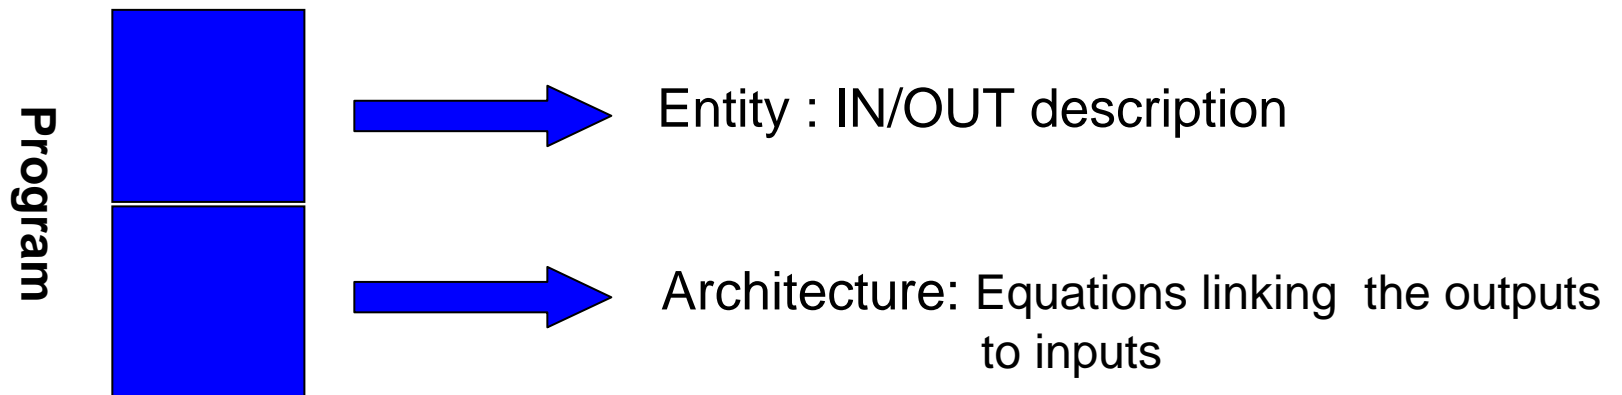 Program
Entity : IN/OUT description
Architecture: Equations linking the outputs
to inputs